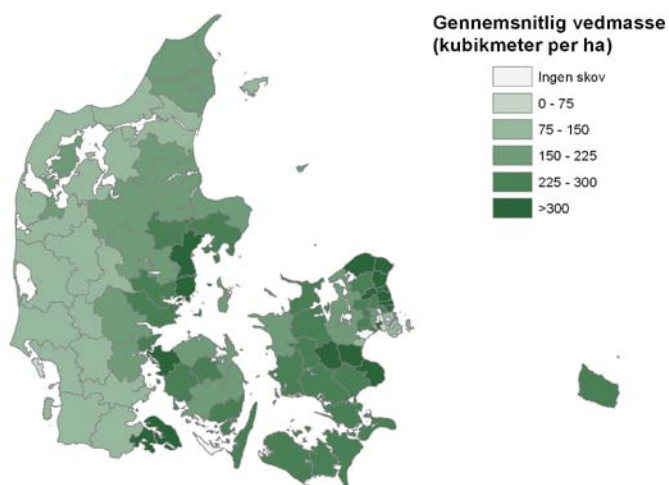 Gennemsnitlig vedmasse
(kubikmeter per ha)
Ingen skov
0 - 75
75 - 150
150 - 225
225 - 300
>300